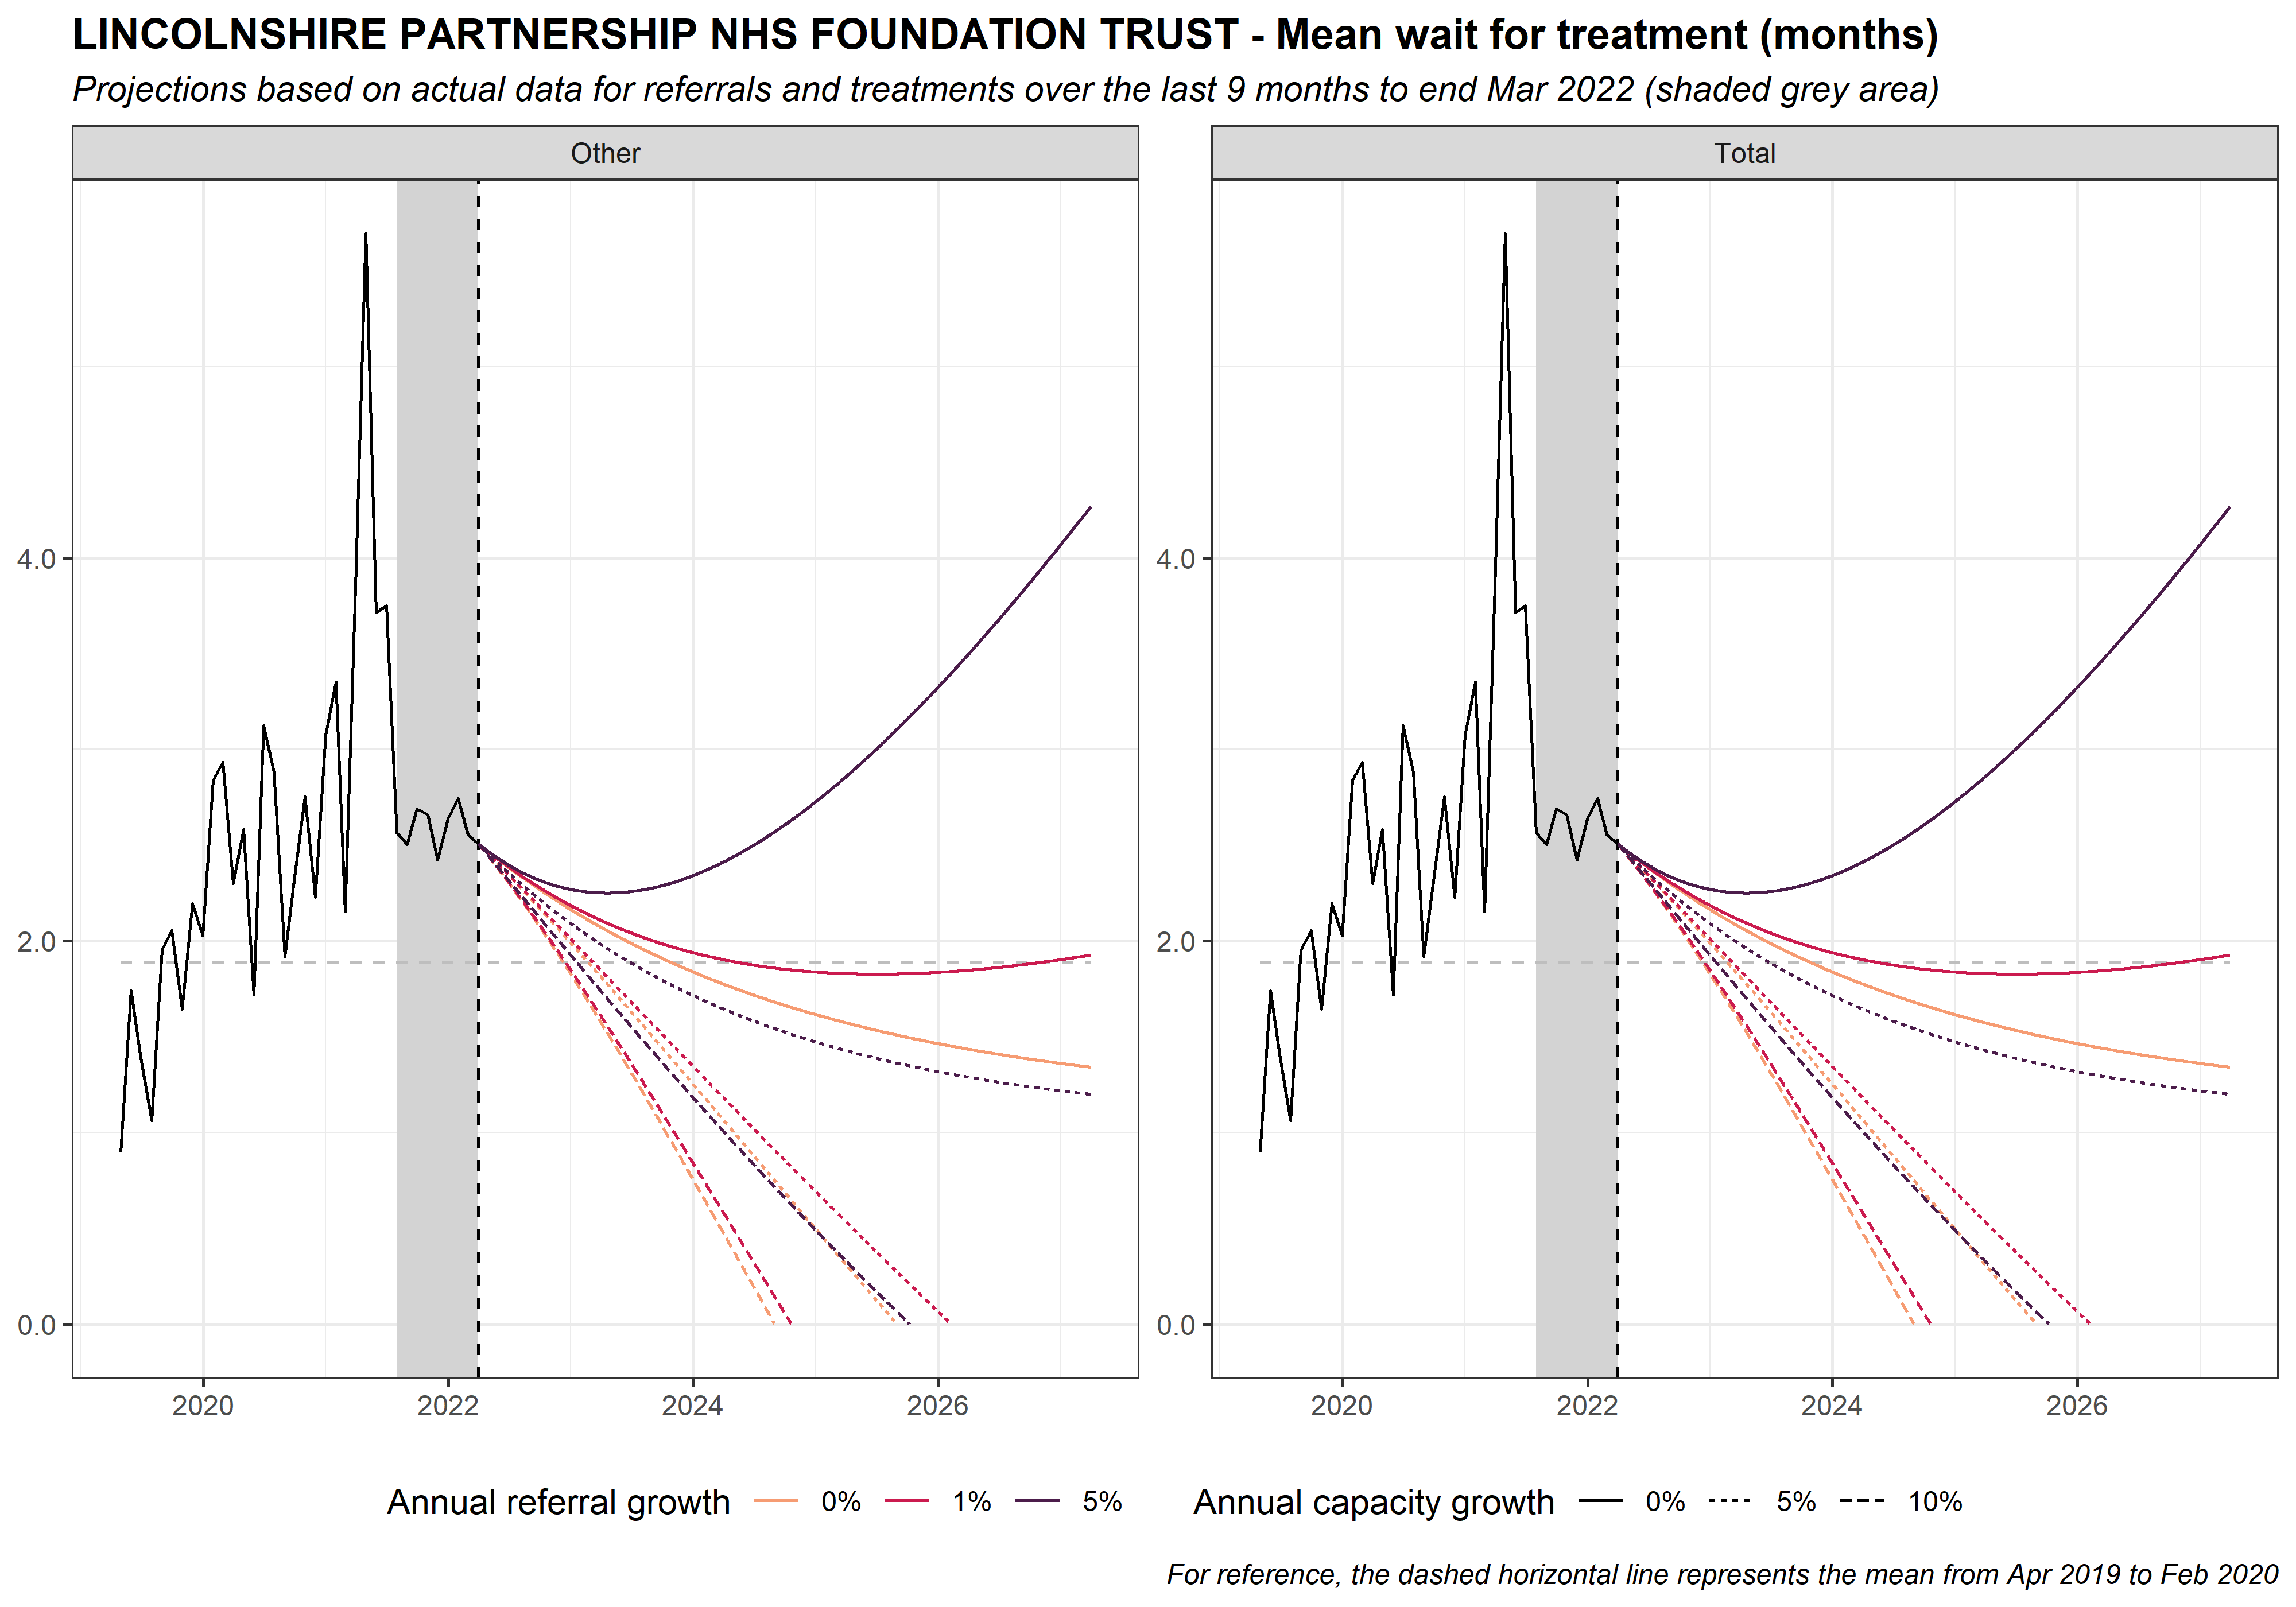 LINCOLNSHIRE PARTNERSHIP NHS FOUNDATION TRUST - Mean wait for treatment (months)
Projections based on actual data for referrals and treatments over the last 9 months to end Mar 2022 (shaded grey area)
Other
Total
4.0
2.0
0.0
4.0
2.0
0.0
2020 2022 2024 2026
2020 2022 2024 2026
Annual referral growth 0% 1% 5%
Annual capacity growth 0% 5% 10%
For reference, the dashed horizontal line represents the mean from Apr 2019 to Feb 2020